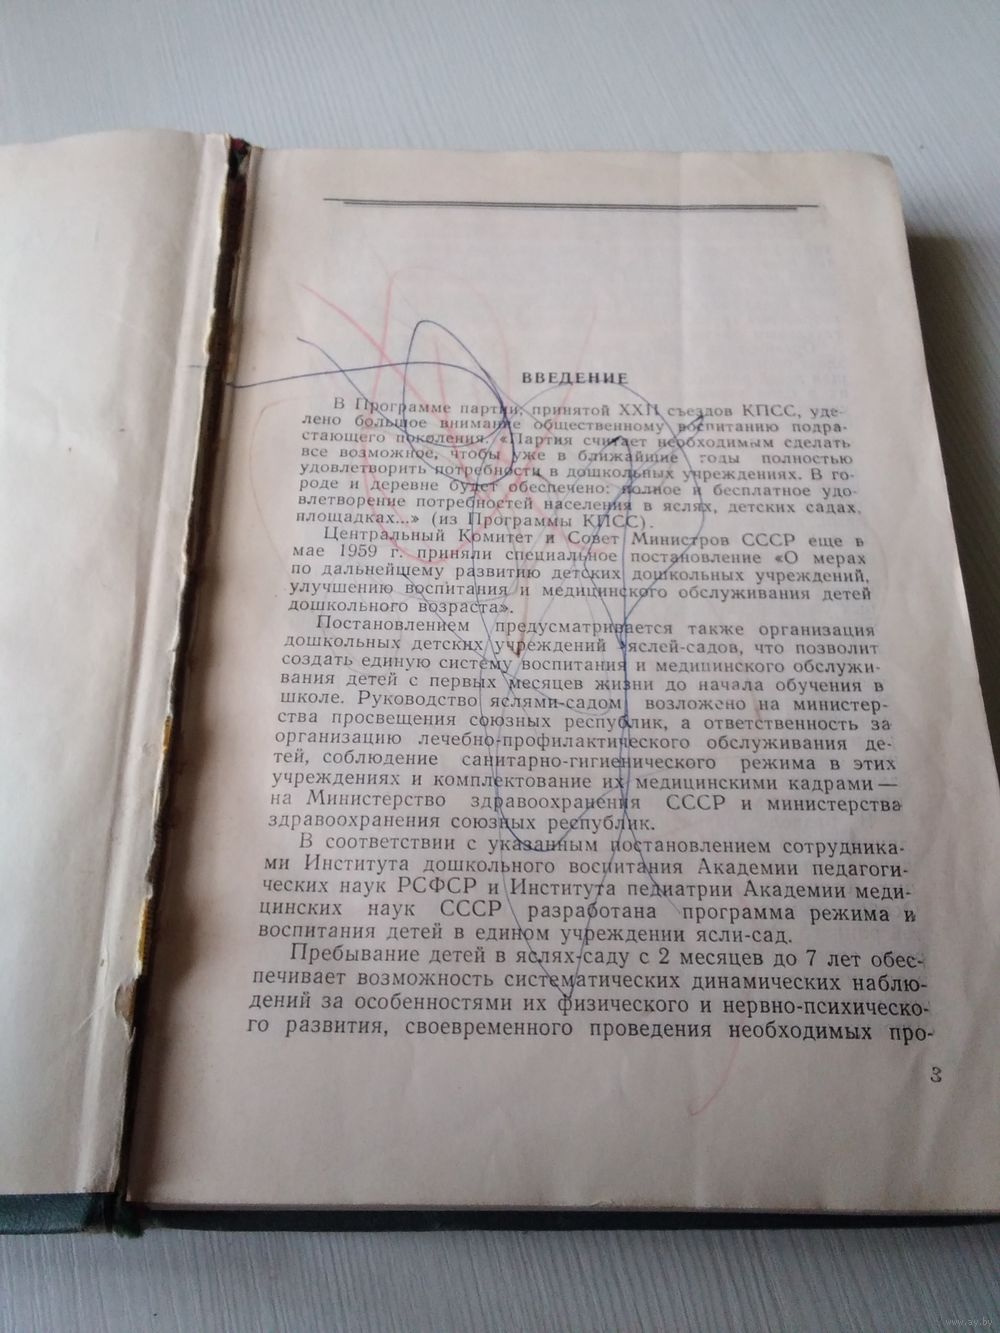 ВВЕДЕНИЕ
В Программе партии, принятой XXII съездов КПСС, уде-
лено большое внимание общественному воспитанию подра-
стающего поколения. «Партия считает необходимым сделать
все возможное, чтобы уже в ближайшие годы полностью
удовлетворить потребности в дошкольных учреждениях. В го-
роде и деревне будет обеспечено: полное и бесплатное удо-
влетворение потребностей населения в яслях, детских садах,
площадках...» (из Программы КПСС).
Центральный Комитет и Совет Министров СССР еще в
мае 1959 г. приняли специальное постановление «О мерах
по дальнейшему развитию детских дошкольных учреждений,
улучшению воспитания и медицинского обслуживания детей
дошкольного возраста».
Постановлением предусматривается также организация
дошкольных детских учреждений яслей-садов, что позволит
создать единую систему воспитания и медицинского обслужи-
вания детей с первых месяцев жизни до начала обучения в
школе. Руководство яслями-садом возложено на министер-
ства просвещения союзных республик, а ответственность за
организацию лечебно-профилактического обслуживания де-
тей, соблюдение санитарно-гигиенического режима в этих
учреждениях и комплектование их медицинскими кадрами —
на Министерство здравоохранения СССР и министерства
здравоохранения союзных республик.
В соответствии с указанным постановлением сотрудника-
ми Института дошкольного воспитания Академии педагоги-
ческих наук РСФСР и Института педиатрии Академии меди-
цинских наук СССР разработана программа режима и
воспитания детей в едином учреждении ясли-сад.
Пребывание детей в яслях-саду с 2 месяцев до 7 лет обес-
печивает возможность систематических динамических наблю-
дений за особенностями их физического и нервно-психическо-
го развития, своевременного проведения необходимых про-
3
www.ay.by